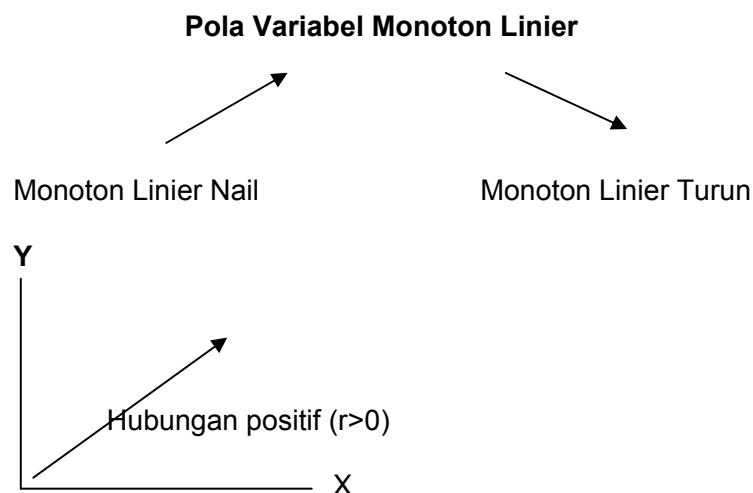 Pola Variabel Monoton Linier
Monoton Linier Nail
Monoton Linier Turun
Y
Hubungan positif (r>0)
X